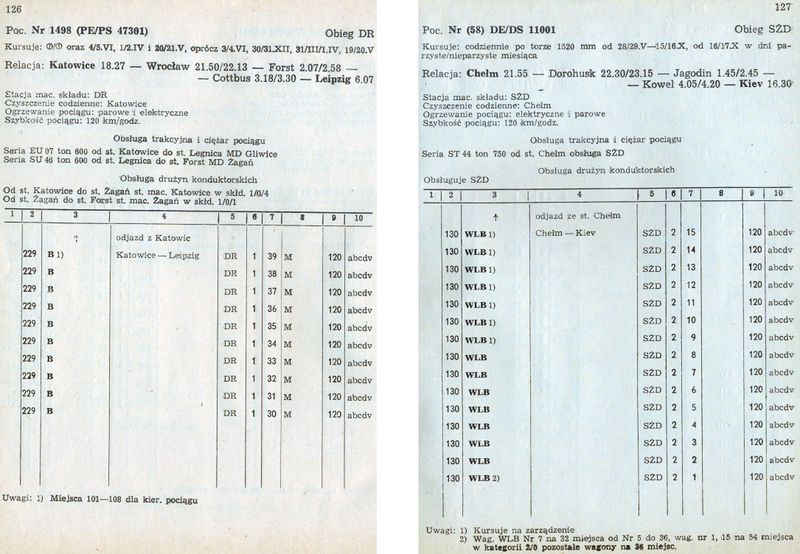 126
Poc. Nr 1498 (PE/PS 47301) Obieg DR
oraz 4/5.VI, 1/2.IV i 20/21.V, oprócz 3/4.VI, 30/31.XII, 31/III/1.IV, 19/20.V
Relacja: Katowice 18.27 — Wrocław 21.50/22.13 — Forst 2.07/2.58 —
— Cottbus 3.18/3.30 — Leipzig 6.07
Stacja mac. składu: DR
Czyszczenie codzienne: Katowice
Ogrzewanie pociągu: parowe i elektryczne
Szybkość pociągu: 120 km/godz.
Obsługa trakcyjna i ciężar pociągu
Seria EU 07 ton 600 od st. Katowice do st. Legnica MD Gliwice
Seria SU 46 ton 600 od st. Legnica do st. Forst MD Żagań
Obsługa drużyn konduktorskich
Od st. Katowice do st. Żagań st. mac. Katowice w skłd. 1/0/4
Od st. Żagań do st. Forst st. mac. Żagań w skłd. 1/0/1
1 | 2 | 3 | 4 | 5 | 6 | 7 | 8 | 9 | 10
↑ odjazd z Katowic
229 B 1) Katowice — Leipzig DR 1 39 M 120 abcdv
229 B DR 1 38 M 120 abcdv
229 B DR 1 37 M 120 abcdv
229 B DR 1 36 M 120 abcdv
229 B DR 1 35 M 120 abcdv
229 B DR 1 34 M 120 abcdv
229 B DR 1 33 M 120 abcdv
229 B DR 1 32 M 120 abcdv
229 B DR 1 31 M 120 abcdv
229 B DR 1 30 M 120 abcdv
Uwagi: 1) Miejsca 101—108 dla kier. pociągu
127
Poc. Nr (58) DE/DS 11001 Obieg SŻD
Kursuje: codziennie po torze 1520 mm od 28/29.V—15/16.X, od 16/17.X w dni pa-
rzyste/nieparzyste miesiąca
Relacja: Chełm 21.55 — Dorohusk 22.30/23.15 — Jagodin 1.45/2.45 —
— Kowel 4.05/4.20 — Kiev 16.30
Stacja mac. składu: SŻD
Czyszczenie codzienne: Chełm
Ogrzewanie pociągu: elektryczne i parowe
Szybkość pociągu: 120 km/godz.
Obsługa trakcyjna i ciężar pociągu
Seria ST 44 ton 750 od st. Chełm obsługa SŻD
Obsługa drużyn konduktorskich
Obsługuje SŻD
1 | 2 | 3 | 4 | 5 | 6 | 7 | 8 | 9 | 10
↑ odjazd ze st. Chełm
130 WLB 1) Chełm — Kiev SŻD 2 15 120 abcdv
130 WLB 1) SŻD 2 14 120 abcdv
130 WLB 1) SŻD 2 13 120 abcdv
130 WLB 1) SŻD 2 12 120 abcdv
130 WLB 1) SŻD 2 11 120 abcdv
130 WLB 1) SŻD 2 10 120 abcdv
130 WLB 1) SŻD 2 9 120 abcdv
130 WLB SŻD 2 8 120 abcdv
130 WLB SŻD 2 7 120 abcdv
130 WLB SŻD 2 6 120 abcdv
130 WLB SŻD 2 5 120 abcdv
130 WLB SŻD 2 4 120 abcdv
130 WLB SŻD 2 3 120 abcdv
130 WLB SŻD 2 2 120 abcdv
130 WLB 2) SŻD 2 1 120 abcdv
Uwagi: 1) Kursuje na zarządzenie
2) Wag. WLB Nr 7 na 32 miejsca od Nr 5 do 36, wag. nr 1, 15 na 54 miejsca
w kategorii 2/0 pozostałe wagony na 36 miejsc.